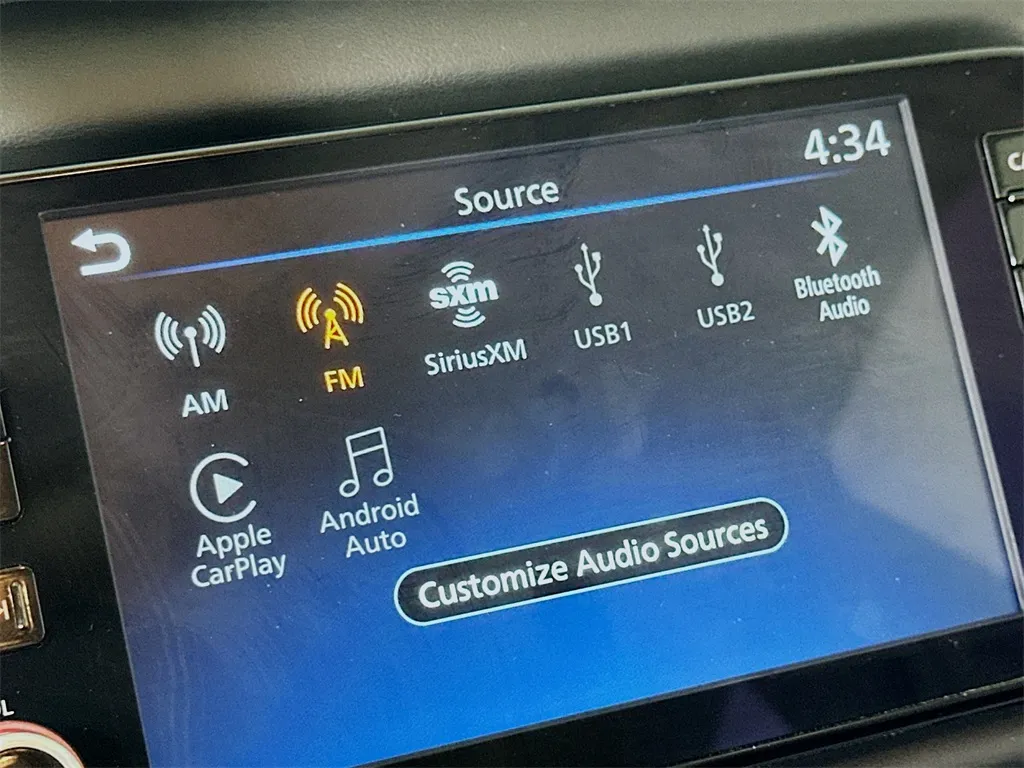 4:34
Source
AM
FM
sxm
SiriusXM
USB1
USB2
Bluetooth
Audio
Apple
CarPlay
Android
Auto
Customize Audio Sources